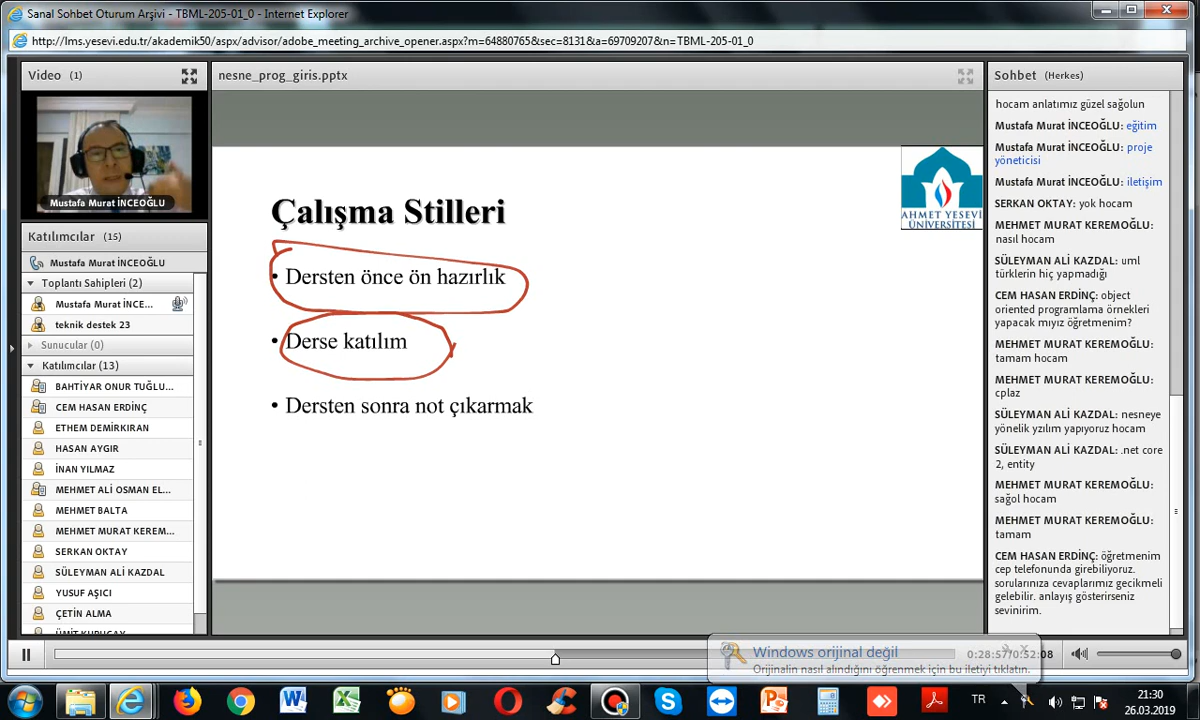 Sanal Sohbet Oturum Arşivi - TBML-205-01_0 - Internet Explorer
http://lms.yesevi.edu.tr/akademik50/aspx/advisor/adobe_meeting_archive_opener.aspx?m=64880765&sec=8131&a=69709207&n=TBML-205-01_0
Video (1)
Mustafa Murat İNCEOĞLU
Katılımcılar (15)
Mustafa Murat İNCEOĞLU
Toplantı Sahipleri (2)
Mustafa Murat İNCE...
teknik destek 23
Sunucular (0)
Katılımcılar (13)
BAHTİYAR ONUR TUĞLU...
CEM HASAN ERDİNÇ
ETHEM DEMİRKIRAN
HASAN AYGIR
İNAN YILMAZ
MEHMET ALİ OSMAN EL...
MEHMET BALTA
MEHMET MURAT KEREM...
SERKAN OKTAY
SÜLEYMAN ALİ KAZDAL
YUSUF AŞICI
ÇETİN ALMA
nesne_prog_giris.pptx
AHMET YESEVİ
ÜNİVERSİTESİ
Çalışma Stilleri
• Dersten önce ön hazırlık
• Derse katılım
• Dersten sonra not çıkarmak
Sohbet (Herkes)
hocam anlatımız güzel sağolun
Mustafa Murat İNCEOĞLU: eğitim
Mustafa Murat İNCEOĞLU: proje
yöneticisi
Mustafa Murat İNCEOĞLU: iletişim
SERKAN OKTAY: yok hocam
MEHMET MURAT KEREMOĞLU:
nasıl hocam
SÜLEYMAN ALİ KAZDAL: uml
türklerin hiç yapmadığı
CEM HASAN ERDİNÇ: object
oriented programlama örnekleri
yapacak mıyız öğretmenim?
MEHMET MURAT KEREMOĞLU:
tamam hocam
MEHMET MURAT KEREMOĞLU:
cplaz
SÜLEYMAN ALİ KAZDAL: nesneye
yönelik yzılım yapıyoruz hocam
SÜLEYMAN ALİ KAZDAL: .net core
2, entity
MEHMET MURAT KEREMOĞLU:
sağol hocam
MEHMET MURAT KEREMOĞLU:
tamam
CEM HASAN ERDİNÇ: öğretmenim
cep telefonunda girebiliyoruz.
sorularınıza cevaplarımız gecikmeli
gelebilir. anlayış gösterirseniz
sevinirim.
Windows orijinal değil
Orijinalin nasıl alındığını öğrenmek için bu iletiyi tıklatın.
0:28:57/0:52:08
TR
21:30
26.03.2019